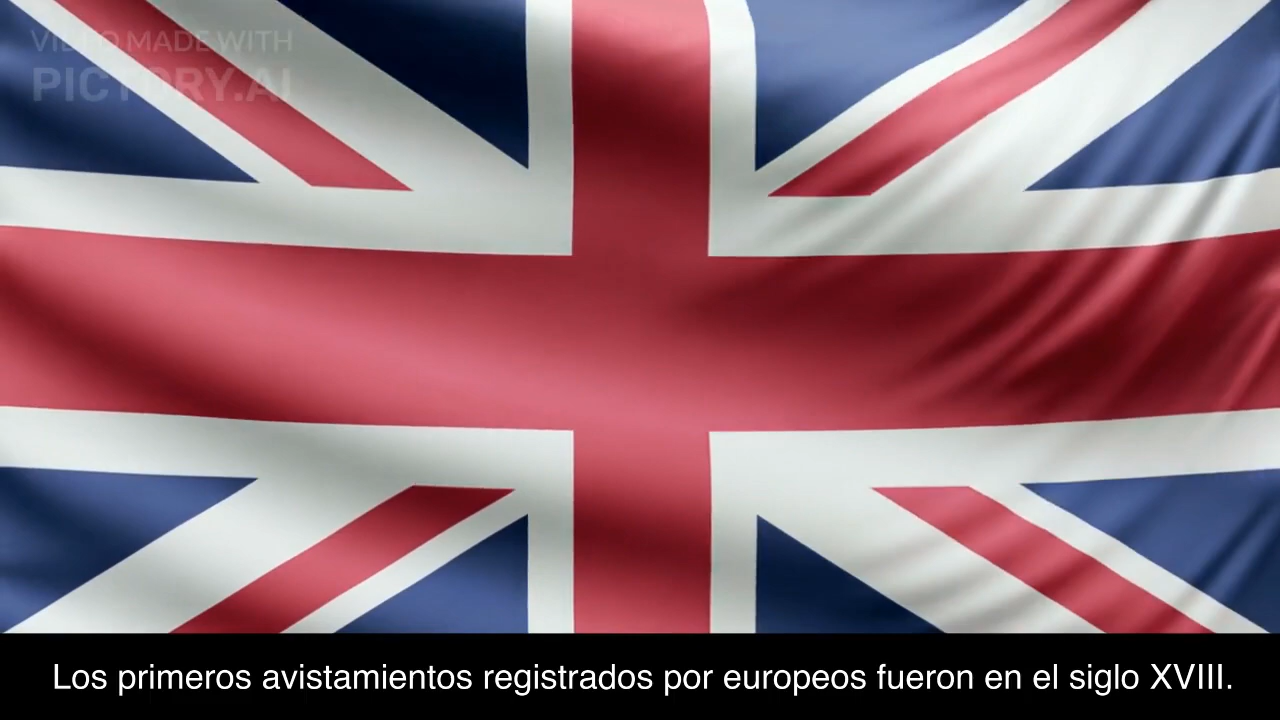 VIDEO MADE WITH
PICTORY.AI
Los primeros avistamientos registrados por europeos fueron en el siglo XVIII.